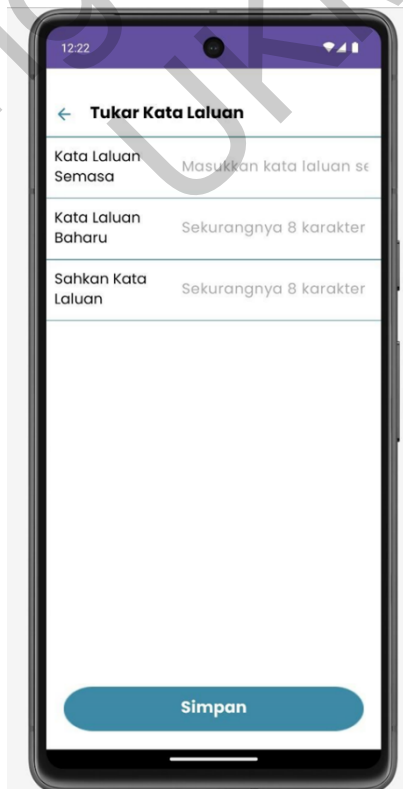 12:22
Tukar Kata Laluan
Kata Laluan
Semasa
Masukkan kata laluan se
Kata Laluan
Baharu
Sekurangnya 8 karakter
Sahkan Kata
Laluan
Sekurangnya 8 karakter
Simpan